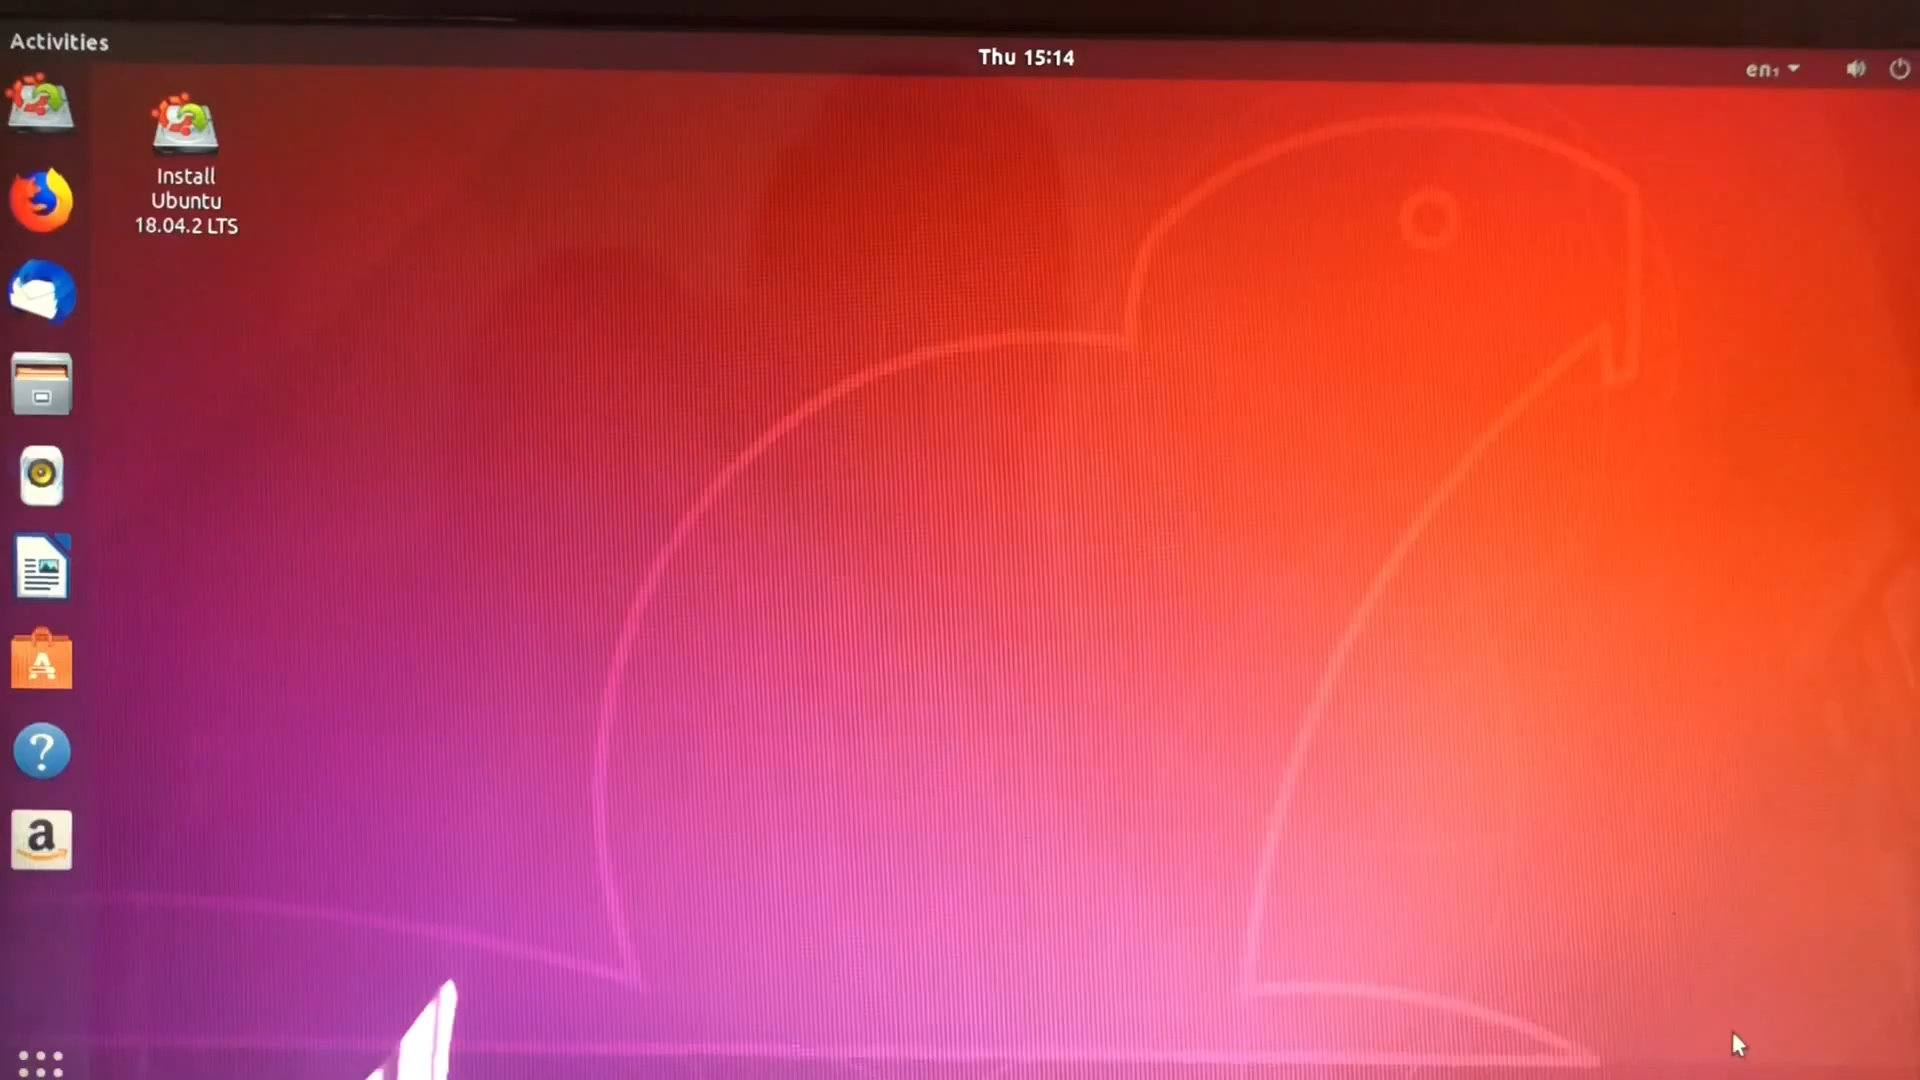 Activities
Thu 15:14
en₁
Install
Ubuntu
18.04.2 LTS
A
?
a